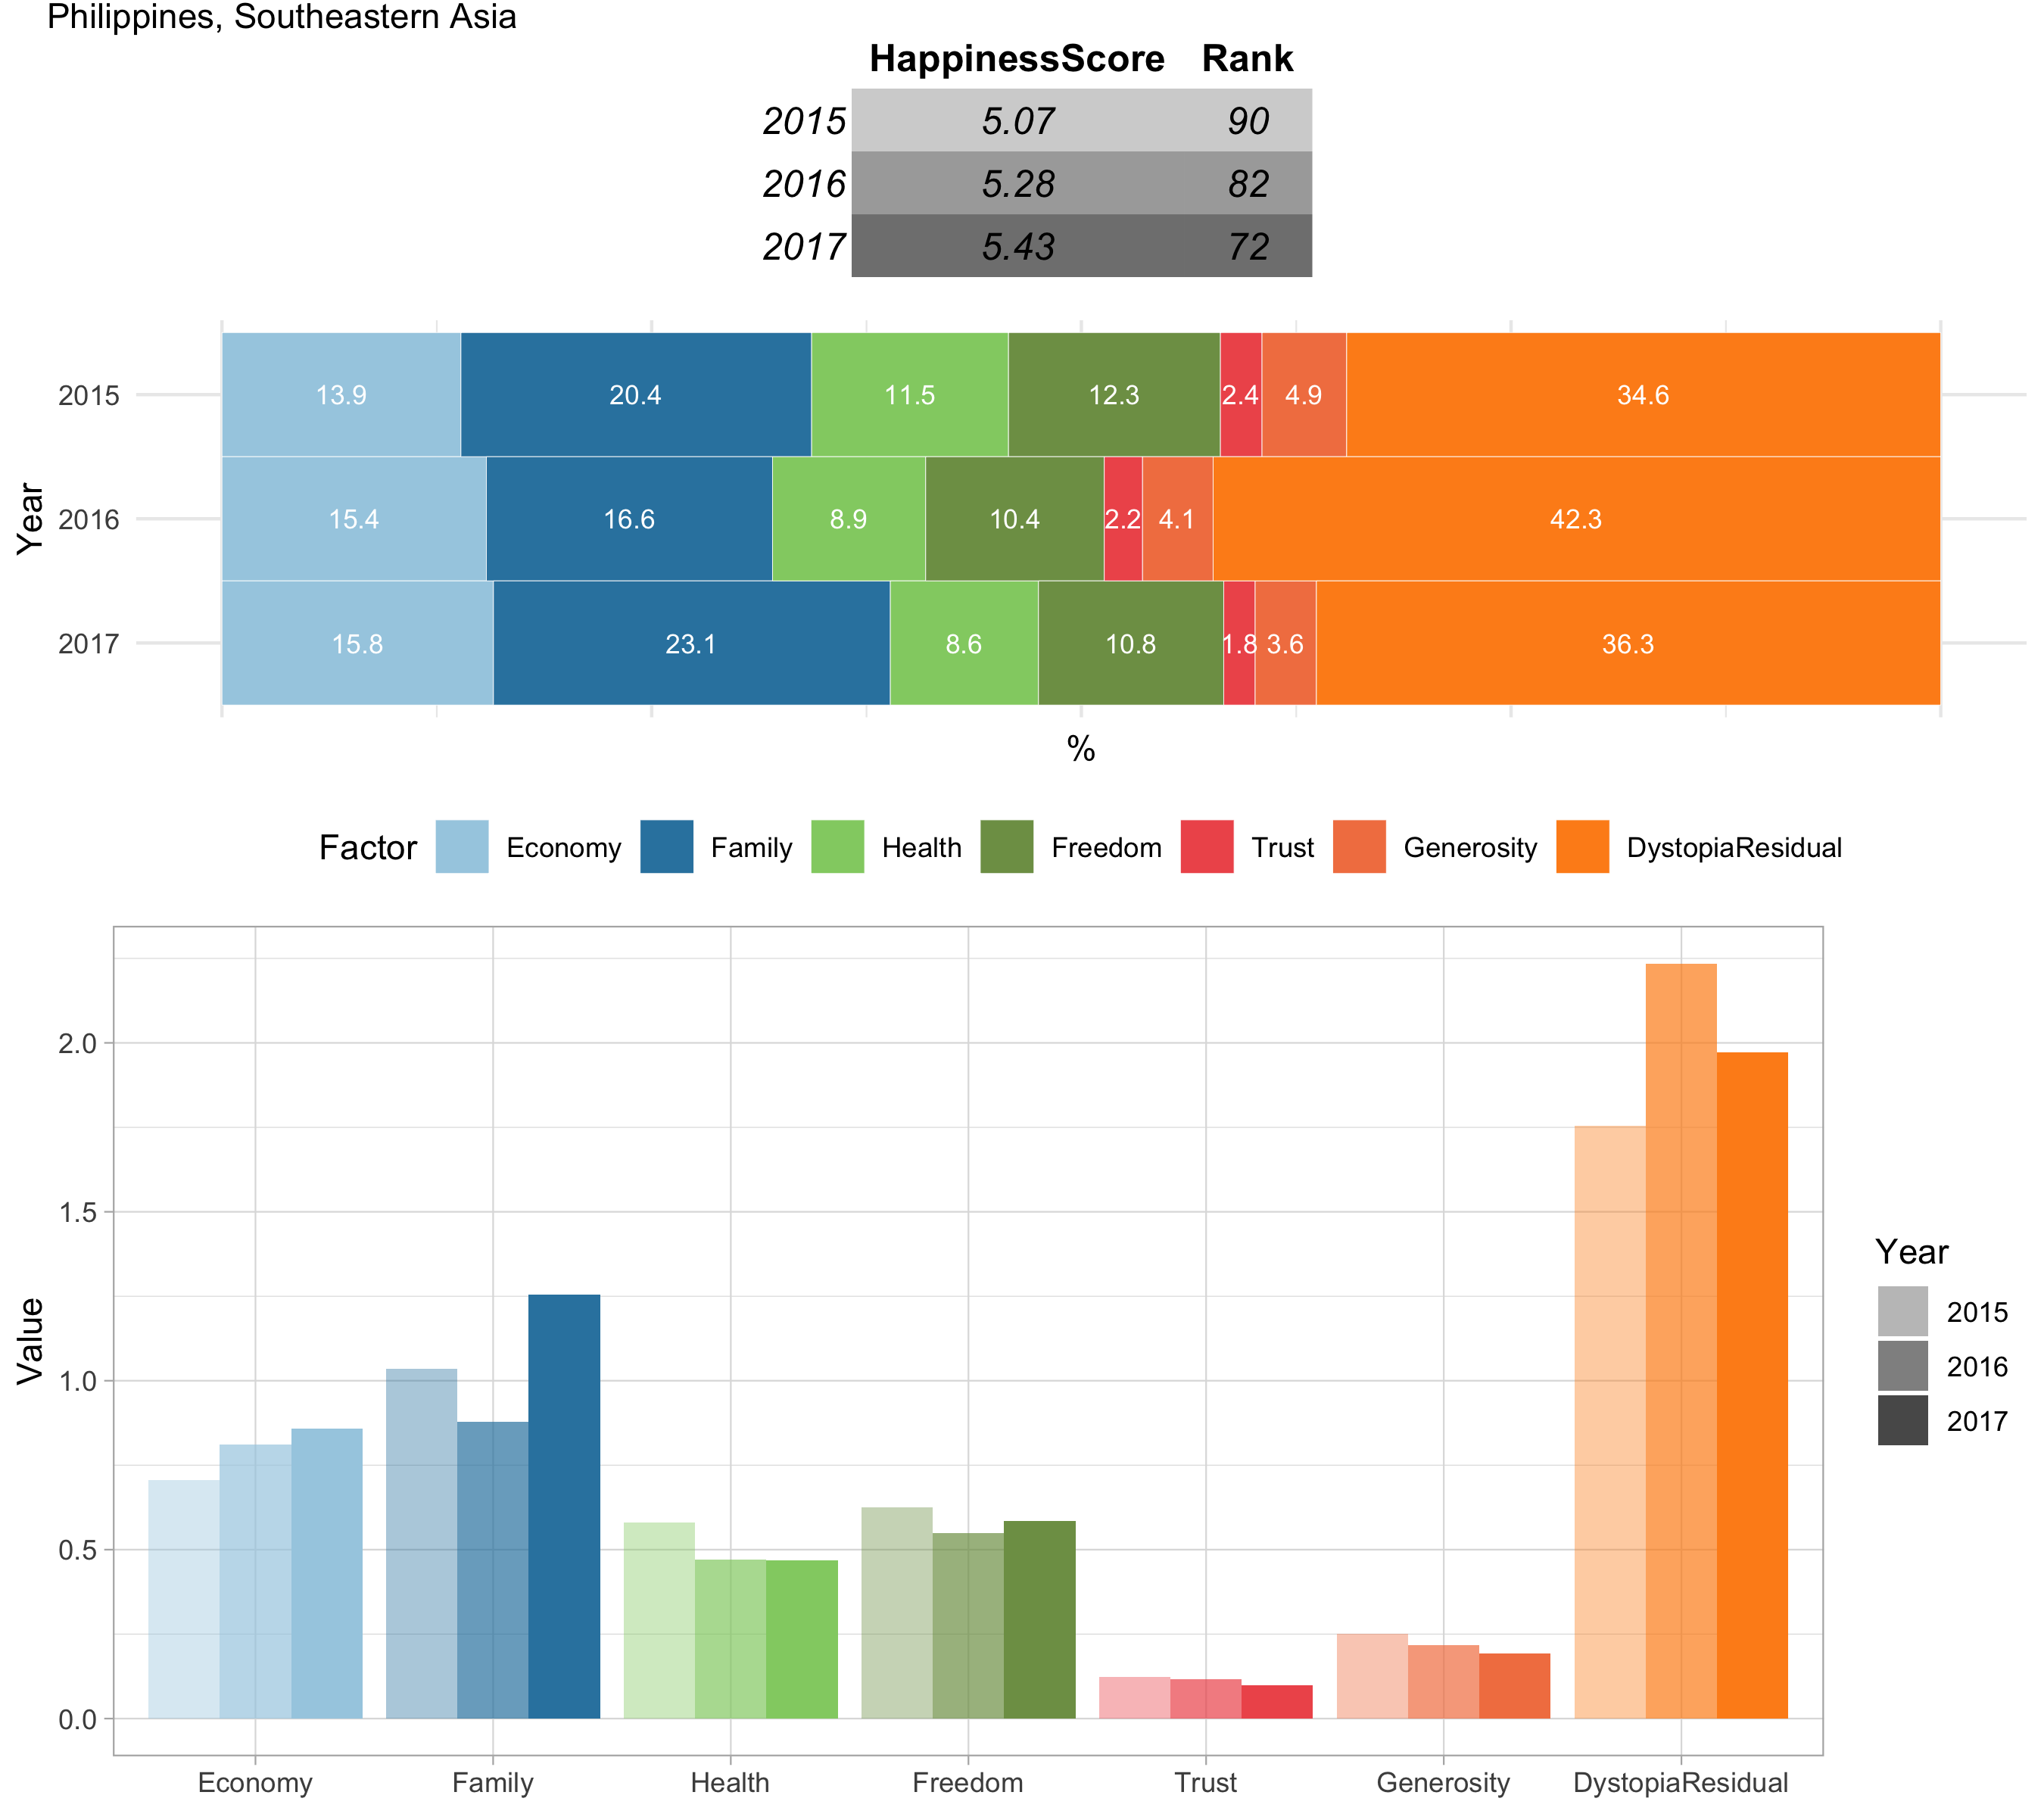 Philippines, Southeastern Asia
HappinessScore Rank
2015 5.07 90
2016 5.28 82
2017 5.43 72
Year
2015 13.9 20.4 11.5 12.3 2.4 4.9 34.6
2016 15.4 16.6 8.9 10.4 2.2 4.1 42.3
2017 15.8 23.1 8.6 10.8 1.8 3.6 36.3
%
Factor Economy Family Health Freedom Trust Generosity DystopiaResidual
Value
2.0
1.5
1.0
0.5
0.0
Economy Family Health Freedom Trust Generosity DystopiaResidual
Year
2015
2016
2017